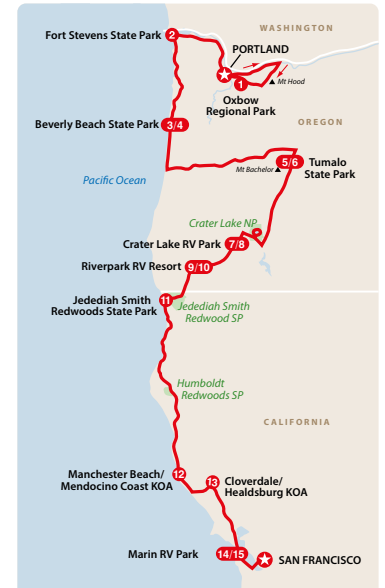 WASHINGTON
Fort Stevens State Park
2
PORTLAND
1
Mt Hood
Oxbow
Regional Park
OREGON
Beverly Beach State Park
3/4
Pacific Ocean
Mt Bachelor
5/6
Tumalo
State Park
Crater Lake NP
Crater Lake RV Park
7/8
Riverpark RV Resort
9/10
Jedediah Smith
Redwoods State Park
11
Jedediah Smith
Redwood SP
Humboldt
Redwoods SP
CALIFORNIA
Manchester Beach/
Mendocino Coast KOA
12
13
Cloverdale/
Healdsburg KOA
Marin RV Park
14/15
SAN FRANCISCO